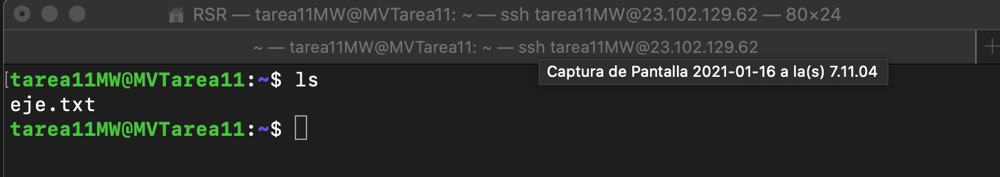 RSR — tarea11MW@MVTarea11: ~ — ssh tarea11MW@23.102.129.62 — 80×24
~ — tarea11MW@MVTarea11: ~ — ssh tarea11MW@23.102.129.62
Captura de Pantalla 2021-01-16 a la(s) 7.11.04
[tarea11MW@MVTarea11:~$ ls
eje.txt
tarea11MW@MVTarea11:~$